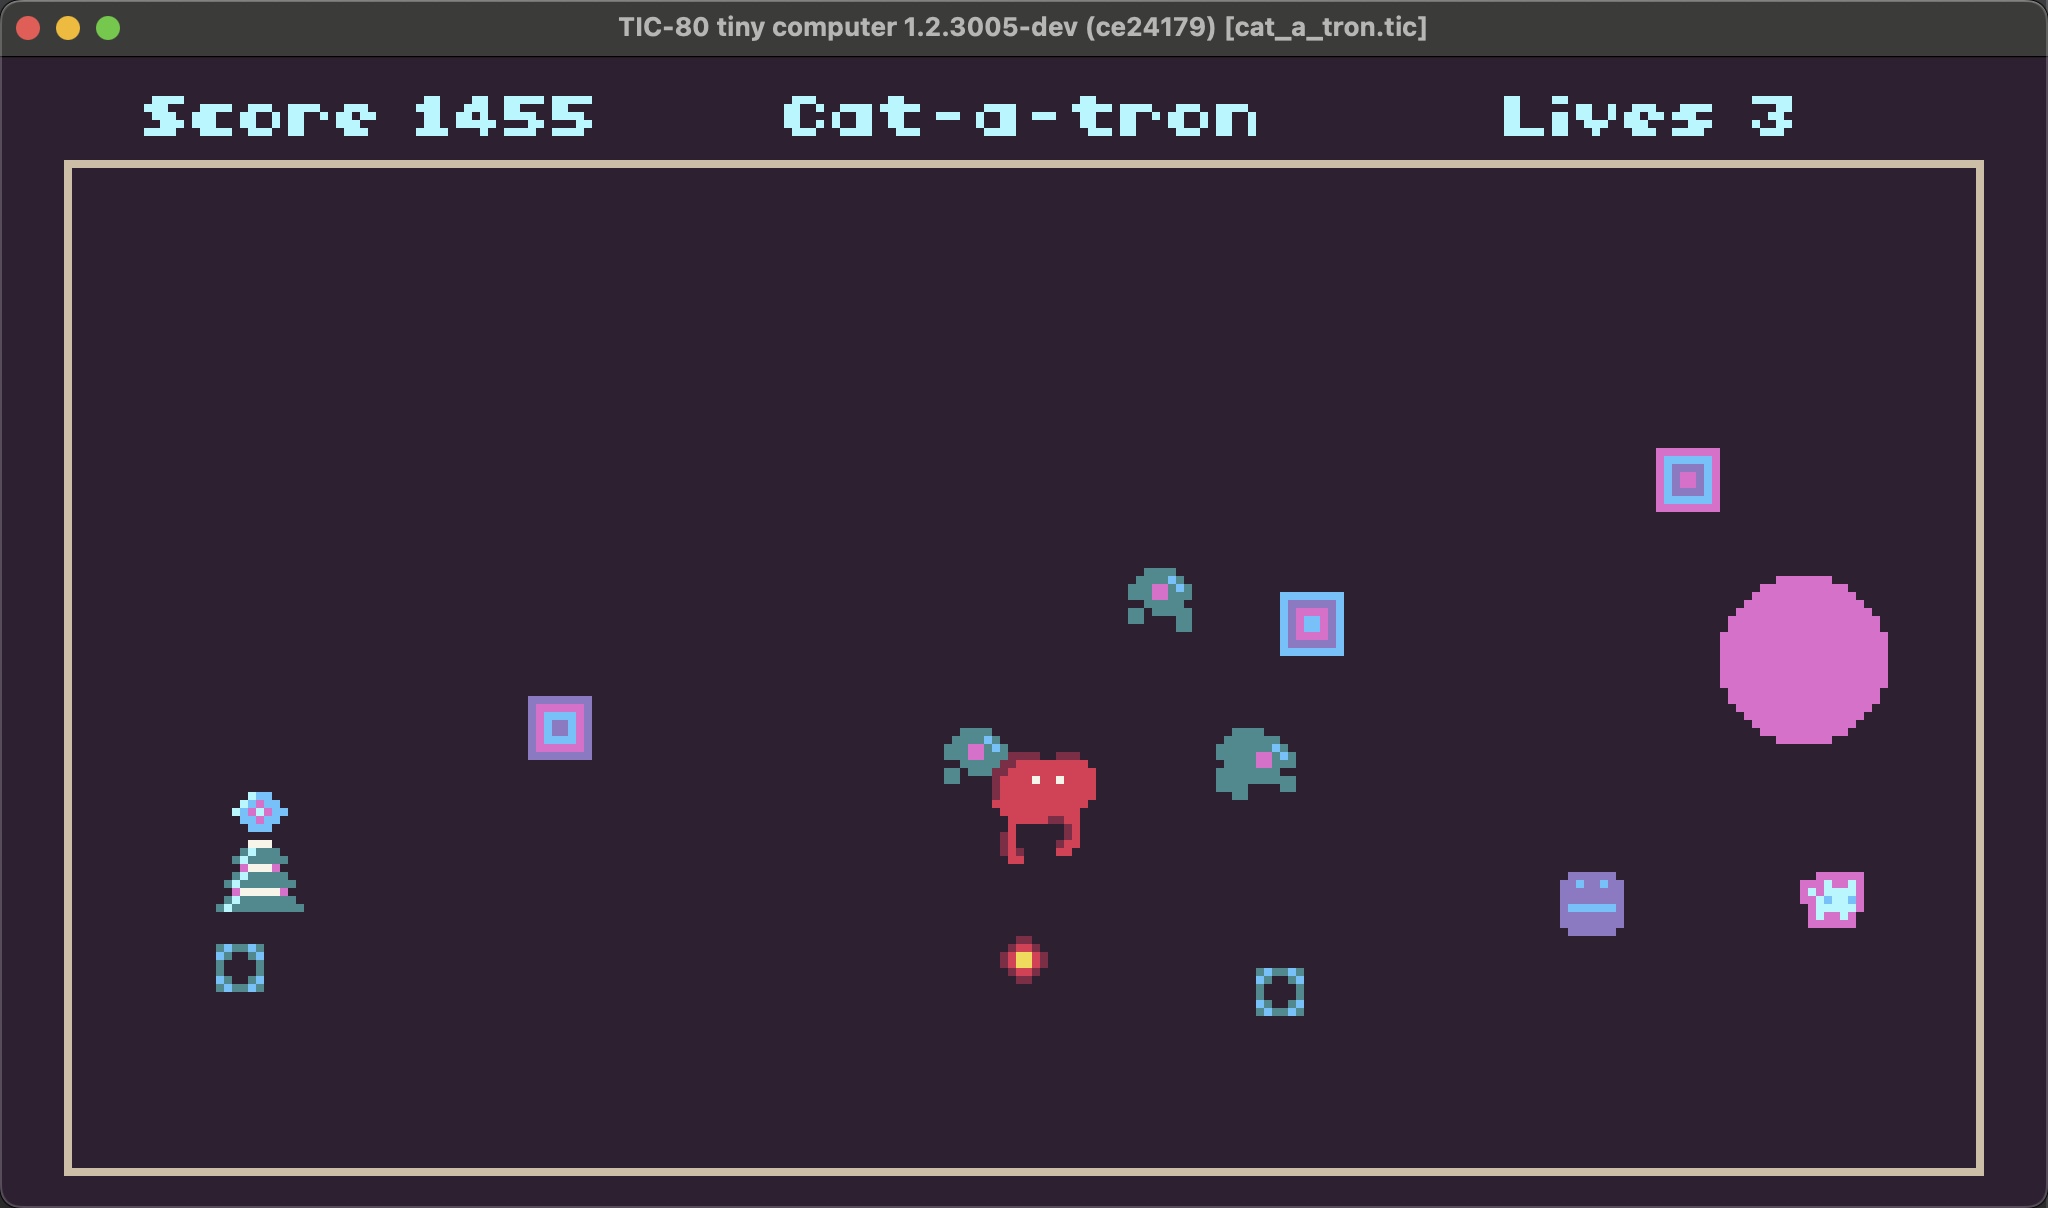 TIC-80 tiny computer 1.2.3005-dev (ce24179) [cat_a_tron.tic]
Score 1455 Cat-a-tron Lives 3